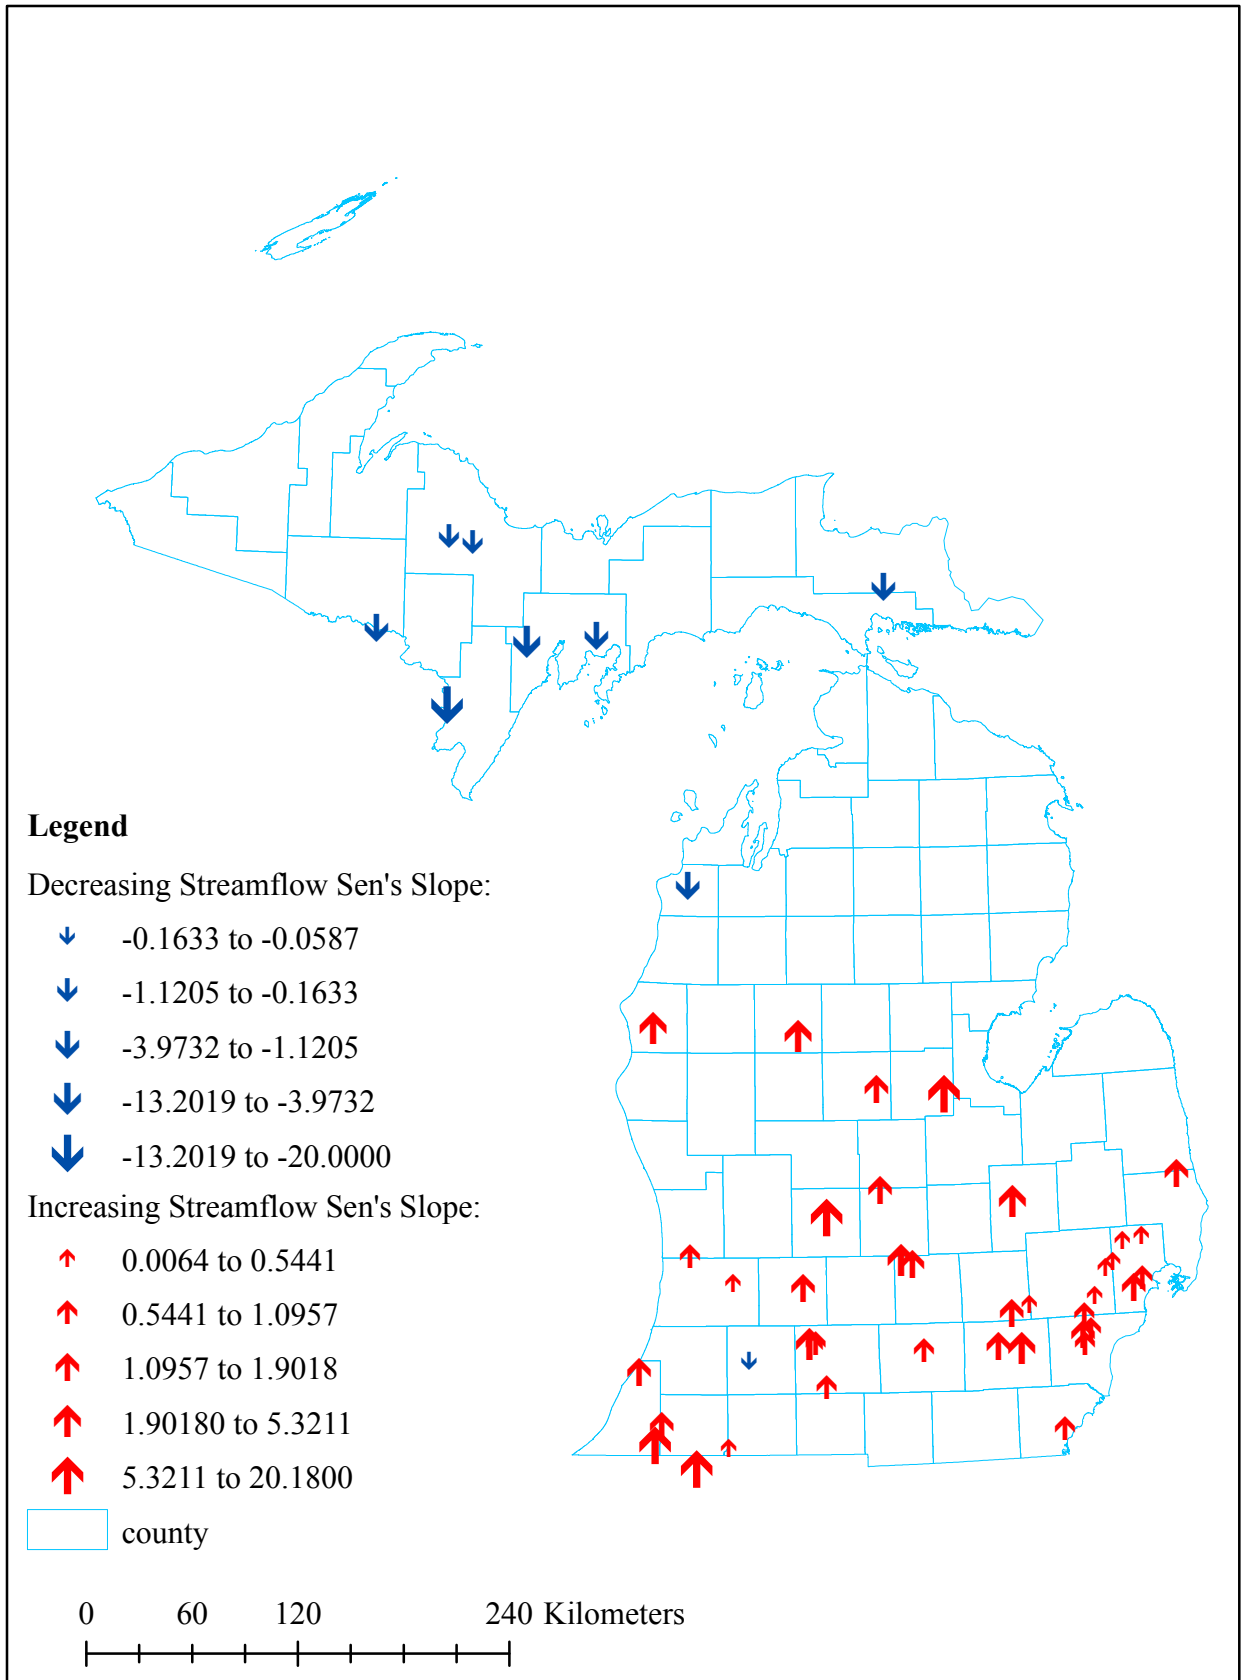 Legend
Decreasing Streamflow Sen's Slope:
-0.1633 to -0.0587
-1.1205 to -0.1633
-3.9732 to -1.1205
-13.2019 to -3.9732
-13.2019 to -20.0000
Increasing Streamflow Sen's Slope:
0.0064 to 0.5441
0.5441 to 1.0957
1.0957 to 1.9018
1.90180 to 5.3211
5.3211 to 20.1800
county
0 60 120 240 Kilometers